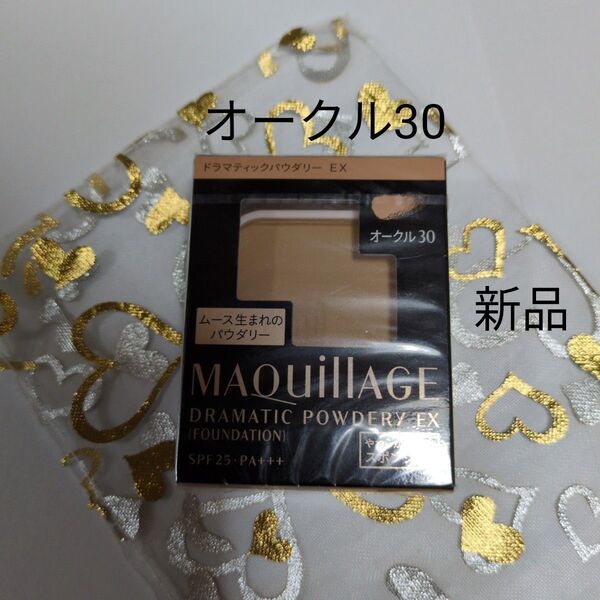 オークル30
ドラマティックパウダリー EX
オークル30
新品
ムース生まれの
パウダリー
MAQuillAGE
DRAMATIC POWDERY EX
[FOUNDATION]
SPF25・PA+++